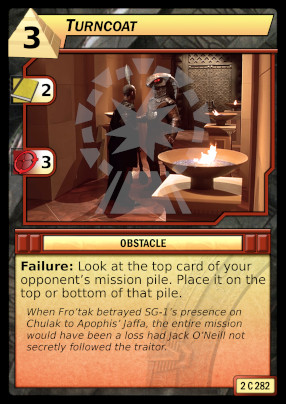 3
TURNCOAT
2
3
OBSTACLE
Failure: Look at the top card of your
opponent's mission pile. Place it on the
top or bottom of that pile.
When Fro'tak betrayed SG-1's presence on
Chulak to Apophis' Jaffa, the entire mission
would have been a loss had Jack O'Neill not
secretly followed the traitor.
2 C 282